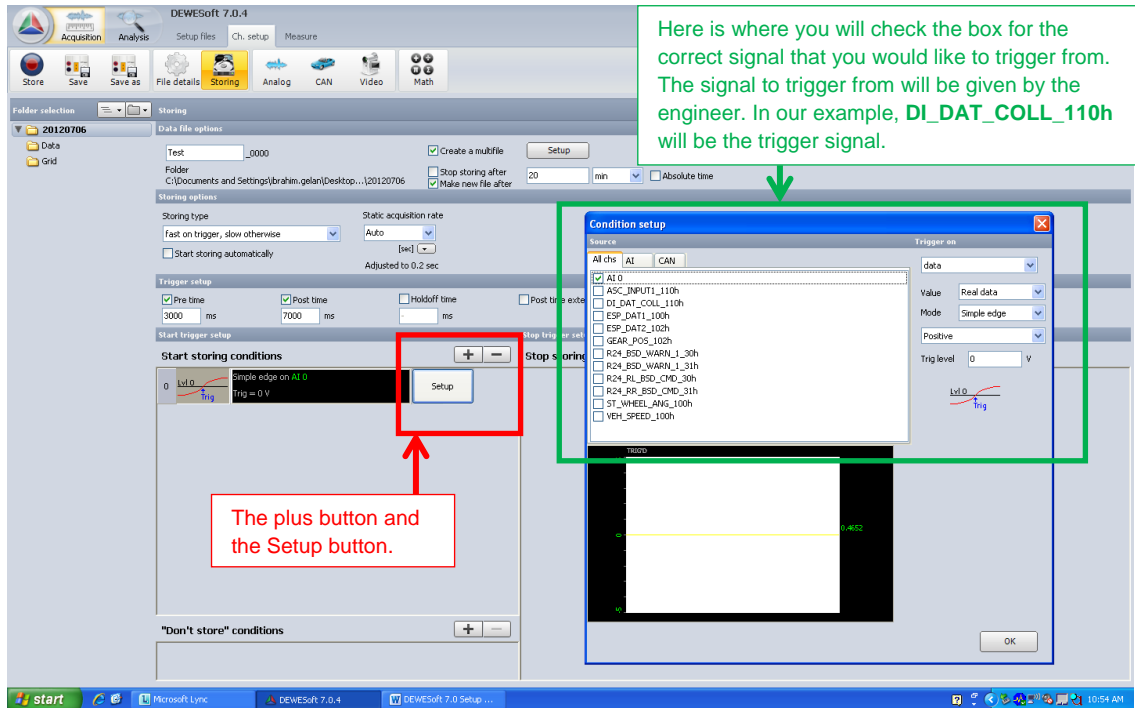 DEWESoft 7.0.4
Acquisition Analysis
Setup files Ch. setup Measure
Store Save Save as File details Storing Analog CAN Video Math
Here is where you will check the box for the
correct signal that you would like to trigger from.
The signal to trigger from will be given by the
engineer. In our example, DI_DAT_COLL_110h
will be the trigger signal.
Folder selection
20120706
Data
Grid
Storing
Data file options
Test _0000
Create a multifile
Setup
Folder
C:\Documents and Settings\ibrahim.gelan\Desktop...\20120706
Stop storing after
Make new file after
20 min
Absolute time
Storing options
Storing type
fast on trigger, slow otherwise
Start storing automatically
Static acquisition rate
Auto
[sec]
Adjusted to 0.2 sec
Trigger setup
Pre time Post time Holdoff time Post time exte
3000 ms 7000 ms - ms
Start trigger setup
Start storing conditions
+ −
0 Lvl 0 Trig
Simple edge on AI 0
Trig = 0 V
Setup
The plus button and
the Setup button.
"Don't store" conditions
+ −
Stop trigger set
Stop storing
Condition setup
Source
All chs AI CAN
AI 0
ASC_INPUT1_110h
DI_DAT_COLL_110h
ESP_DAT1_100h
ESP_DAT2_102h
GEAR_POS_102h
R24_BSD_WARN_1_30h
R24_BSD_WARN_1_31h
R24_RL_BSD_CMD_30h
R24_RR_BSD_CMD_31h
ST_WHEEL_ANG_100h
VEH_SPEED_100h
Trigger on
data
Value Real data
Mode Simple edge
Positive
Trig level 0 V
Lvl 0
Trig
TRIG'D
0
0.4652
OK
start
Microsoft Lync
DEWESoft 7.0.4
DEWESoft 7.0 Setup ...
10:54 AM